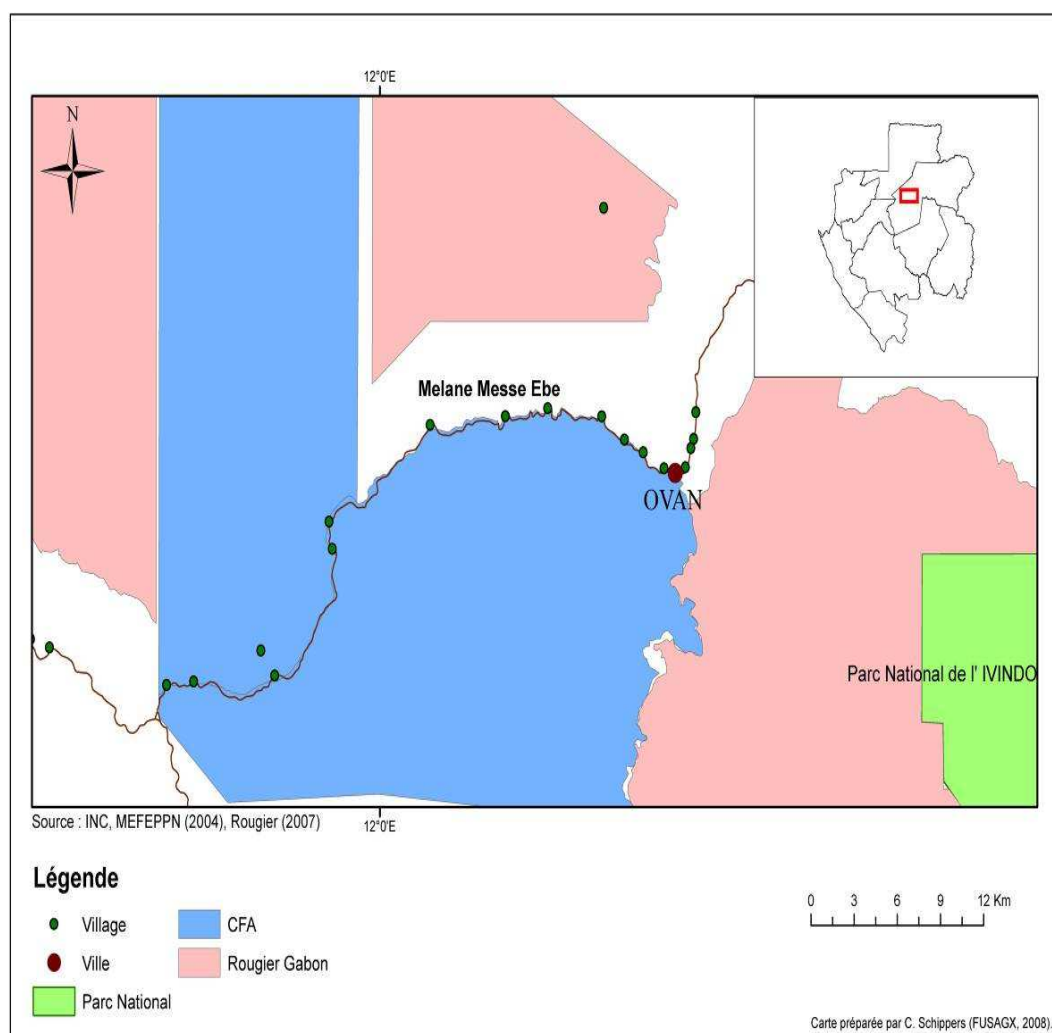 12°0'E
N
Melane Messe Ebe
OVAN
Parc National de l' IVINDO
12°0'E
Source : INC, MEFEPPN (2004), Rougier (2007)
Légende
Village
CFA
Ville
Rougier Gabon
Parc National
0 3 6 9 12 Km
Carte préparée par C. Schippers (FUSAGX, 2008).